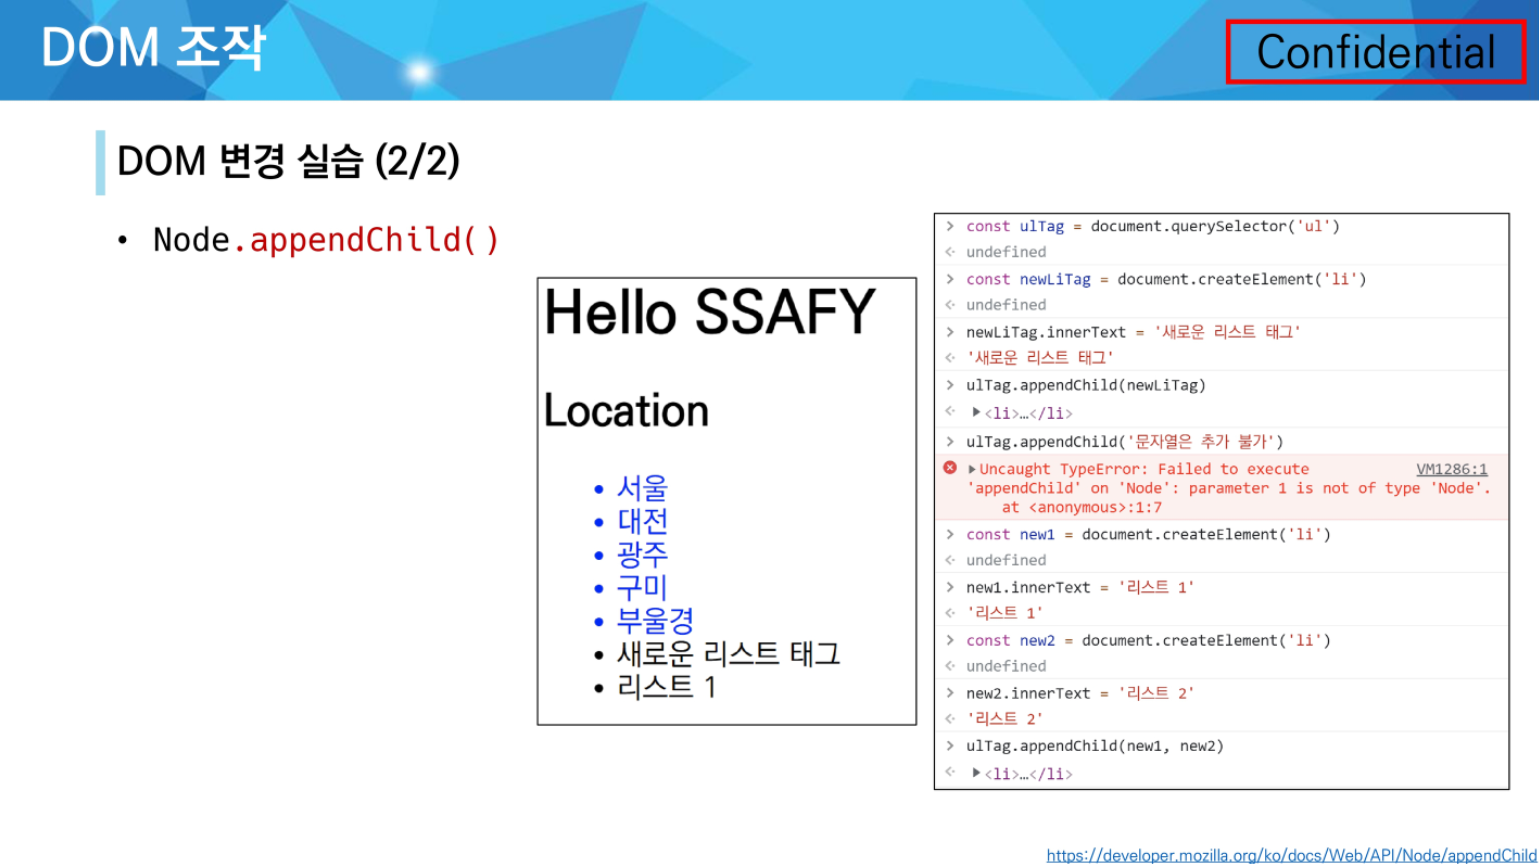 DOM 조작
Confidential
DOM 변경 실습 (2/2)
• Node.appendChild()
Hello SSAFY
Location
• 서울
• 대전
• 광주
• 구미
• 부울경
• 새로운 리스트 태그
• 리스트 1
> const ulTag = document.querySelector('ul')
<· undefined
> const newLiTag = document.createElement('li')
<· undefined
> newLiTag.innerText = '새로운 리스트 태그'
<· '새로운 리스트 태그'
> ulTag.appendChild(newLiTag)
<· ▶<li>…</li>
> ulTag.appendChild('문자열은 추가 불가')
▶Uncaught TypeError: Failed to execute VM1286:1
'appendChild' on 'Node': parameter 1 is not of type 'Node'.
at <anonymous>:1:7
> const new1 = document.createElement('li')
<· undefined
> new1.innerText = '리스트 1'
<· '리스트 1'
> const new2 = document.createElement('li')
<· undefined
> new2.innerText = '리스트 2'
<· '리스트 2'
> ulTag.appendChild(new1, new2)
<· ▶<li>…</li>
https://developer.mozilla.org/ko/docs/Web/API/Node/appendChild